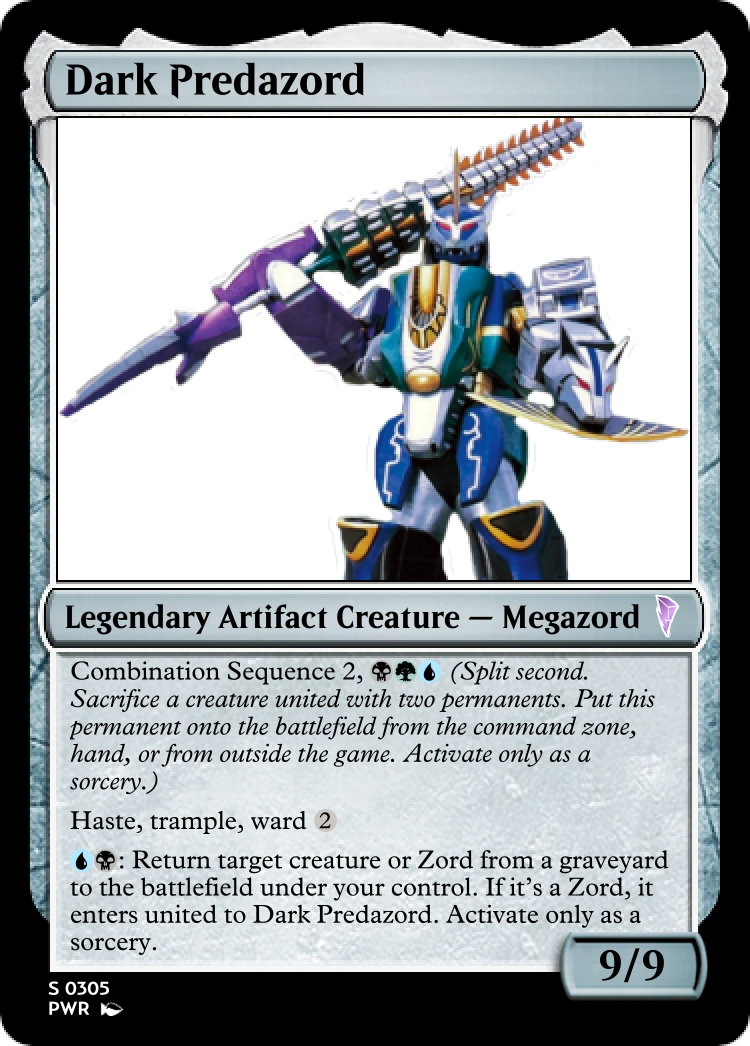 Dark Predazord
Legendary Artifact Creature — Megazord
Combination Sequence 2, (Split second.
Sacrifice a creature united with two permanents. Put this
permanent onto the battlefield from the command zone,
hand, or from outside the game. Activate only as a
sorcery.)
Haste, trample, ward 2
: Return target creature or Zord from a graveyard
to the battlefield under your control. If it's a Zord, it
enters united to Dark Predazord. Activate only as a
sorcery.
9/9
S 0305
PWR